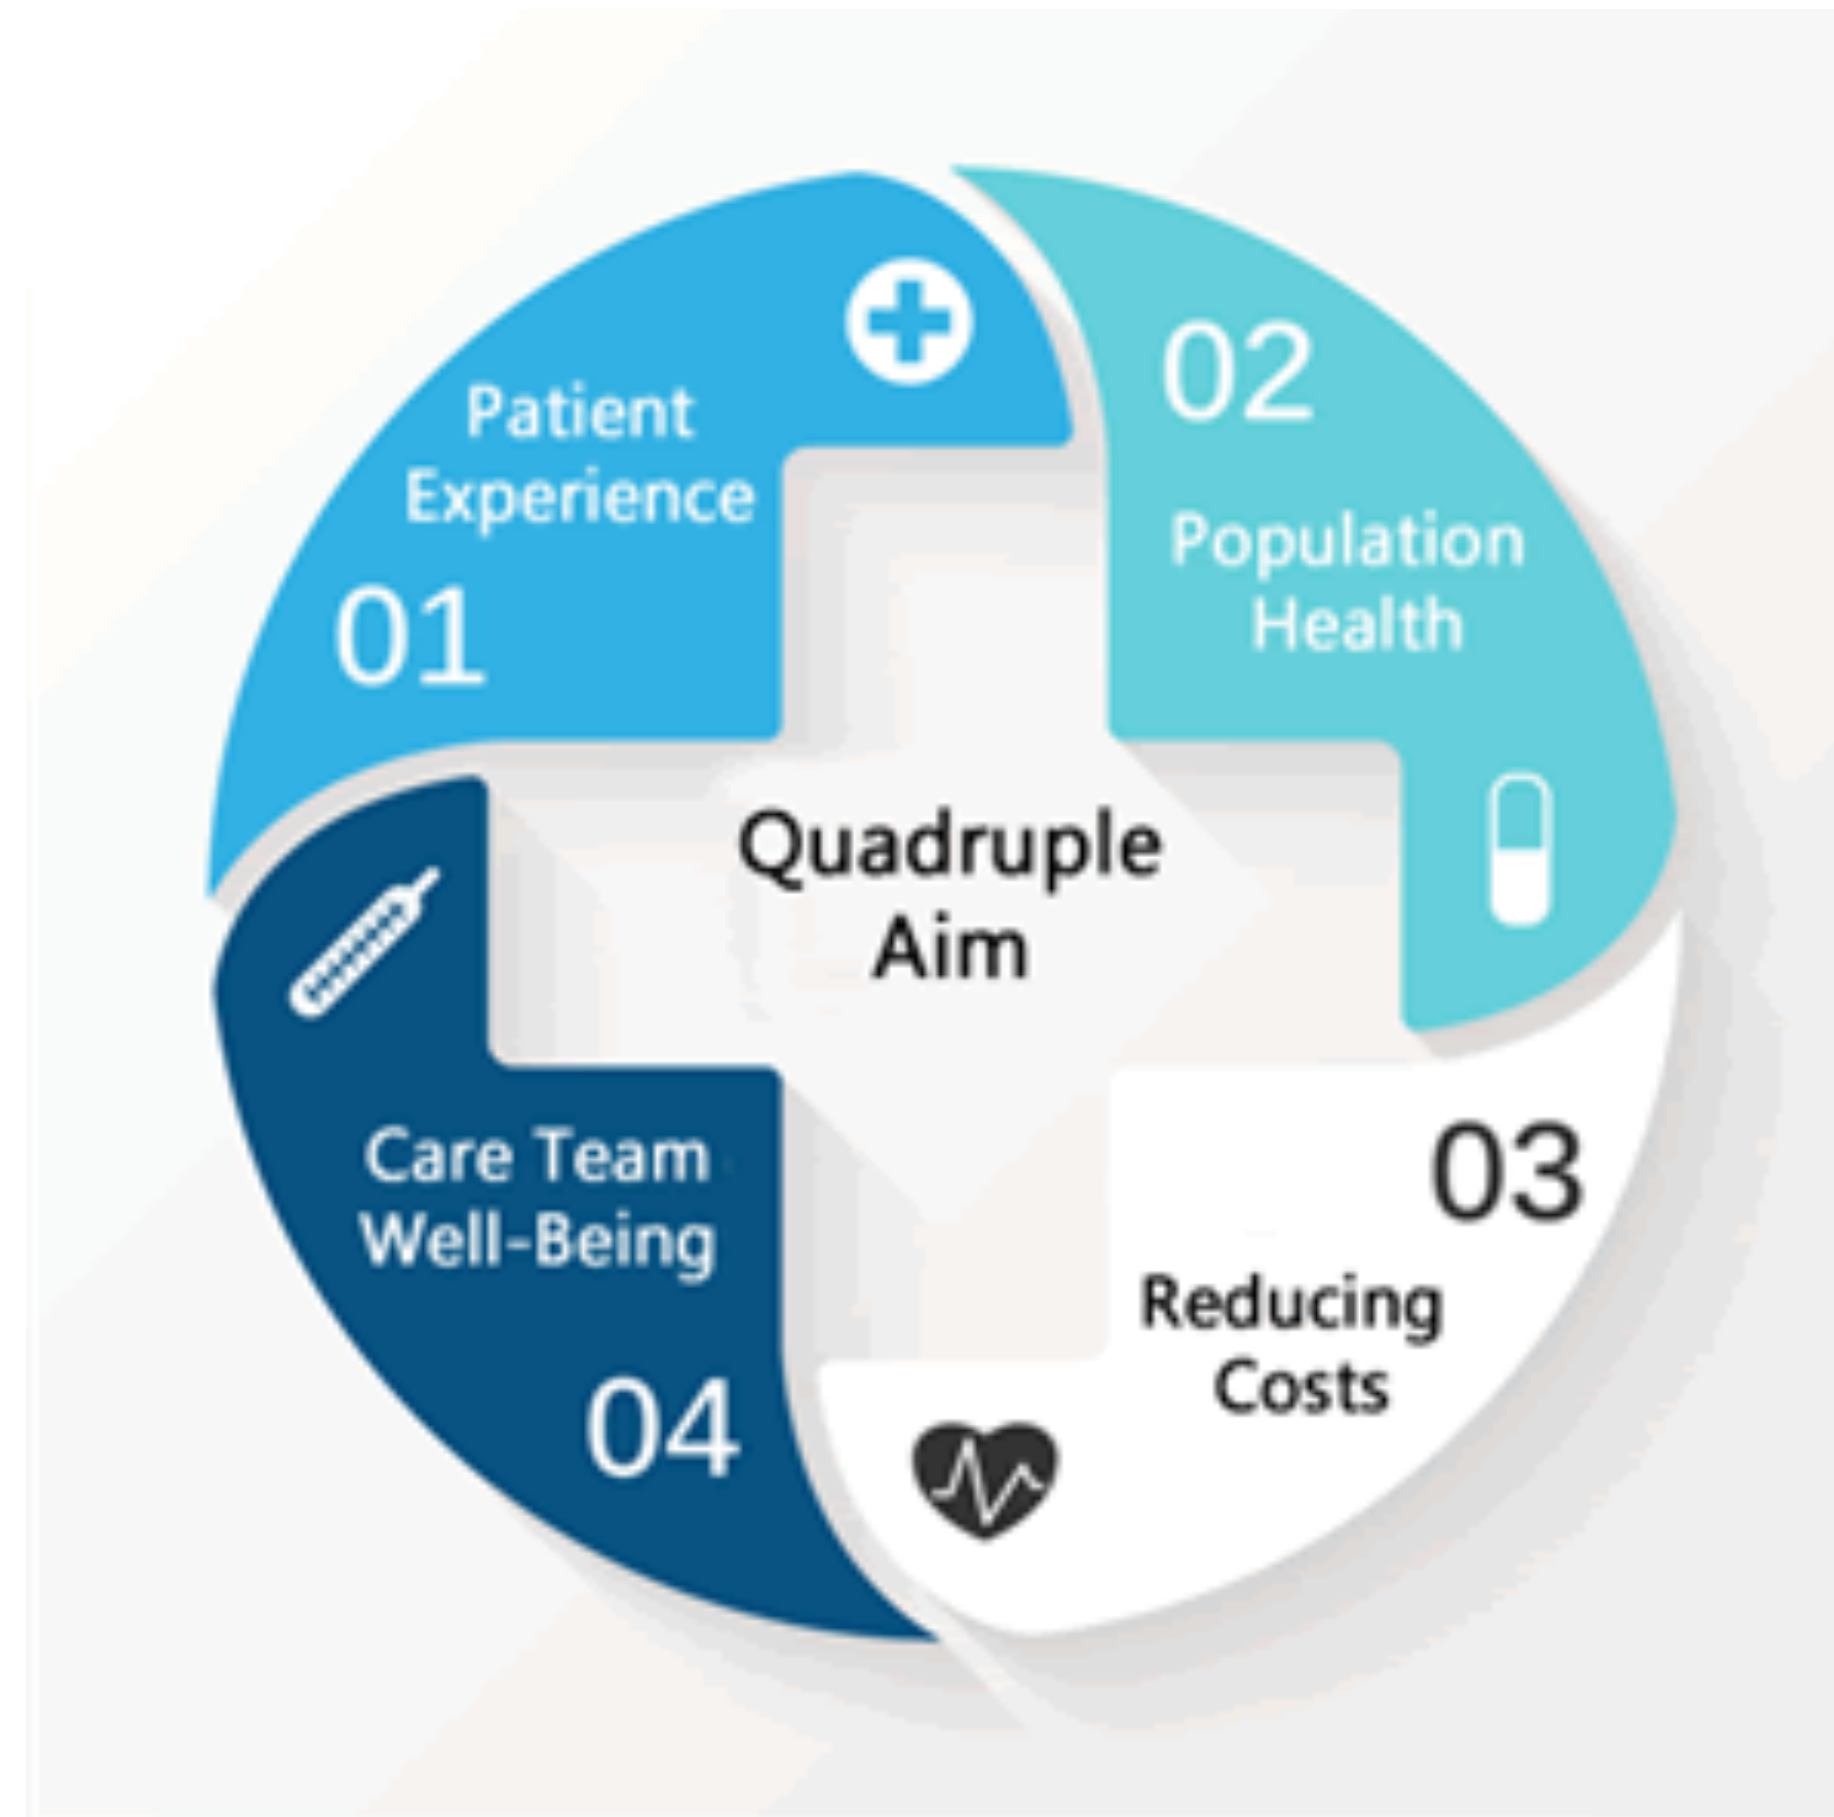 Patient
Experience
01
02
Population
Health
Quadruple
Aim
03
Reducing
Costs
Care Team
Well-Being
04